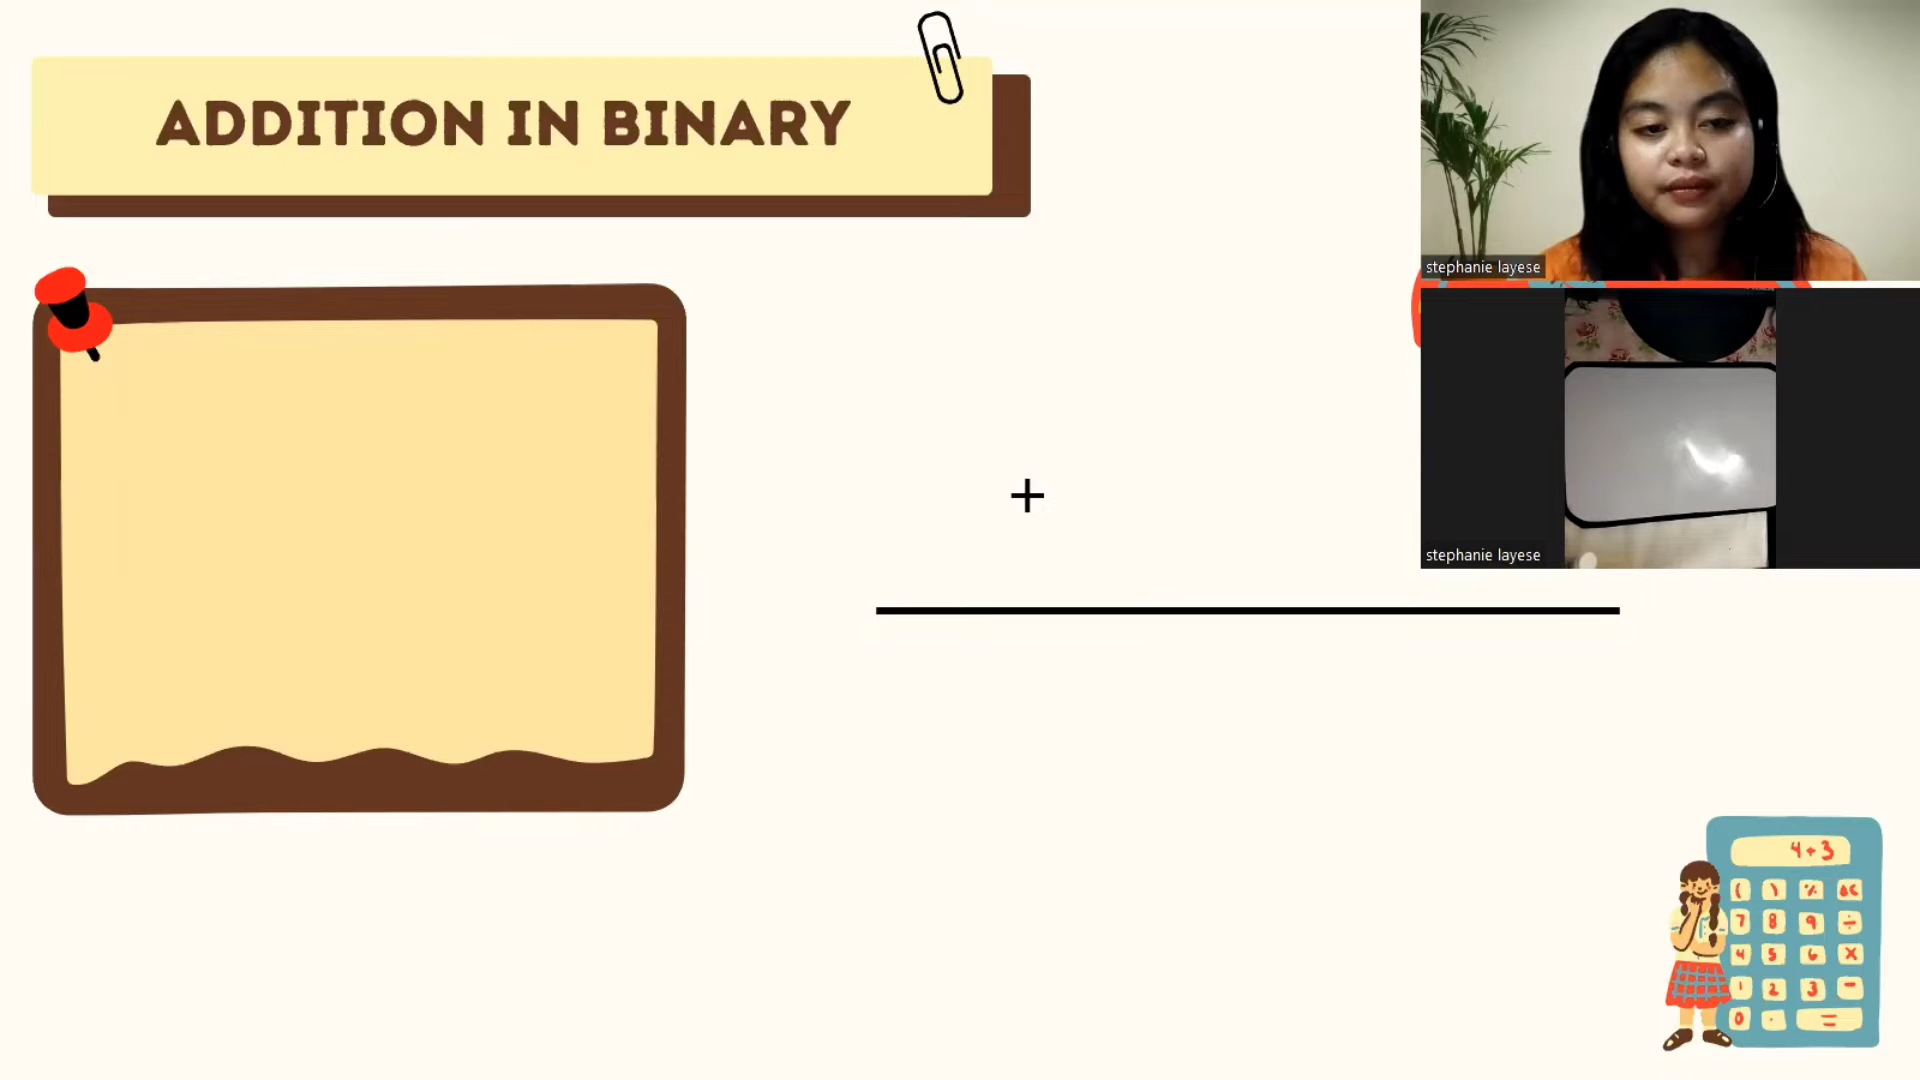 ADDITION IN BINARY
stephanie layese
+
stephanie layese
4+3
( ) % AC
7 8 9 ÷
4 5 6 x
1 2 3 -
0 . =